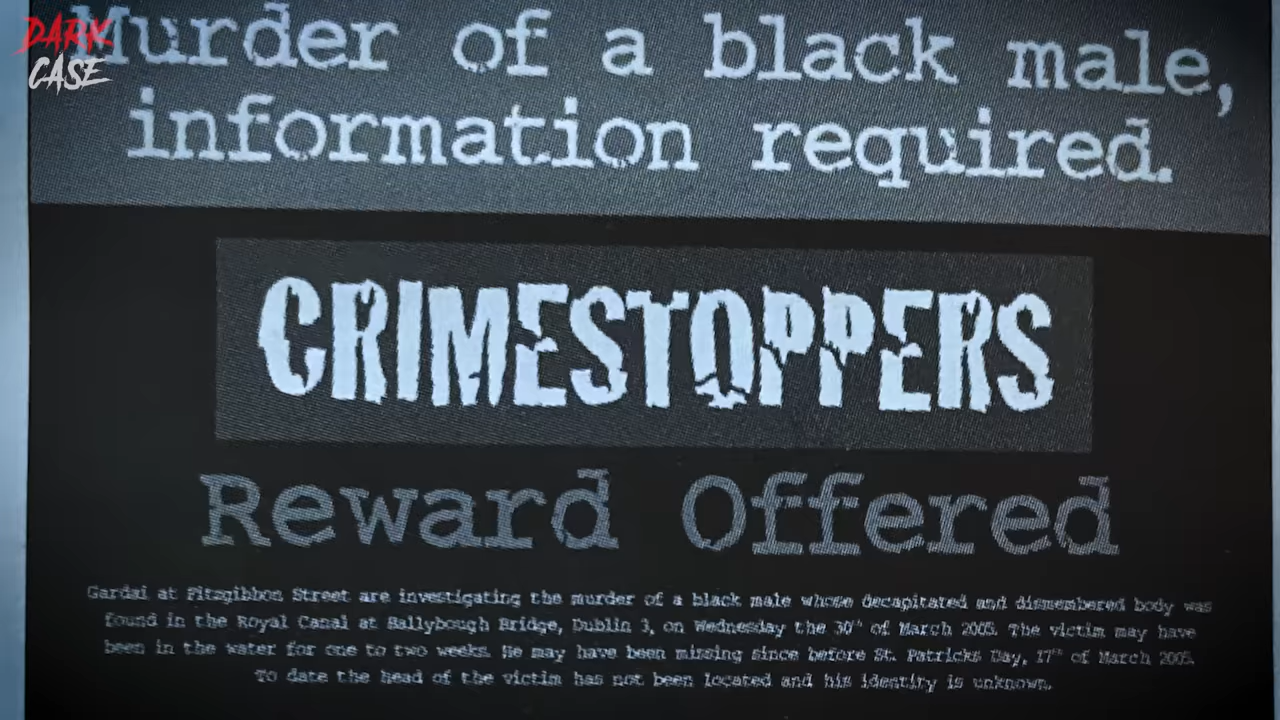 DARK
CASE
Murder of a black male,
information required.
CRIMESTOPPERS
Reward Offered
Gardaí at Fitzgibbon Street are investigating the murder of a black male whose decapitated and dismembered body was
found in the Royal Canal at Ballybough Bridge, Dublin 3, on Wednesday the 30th of March 2005. The victim may have
been in the water for one to two weeks. He may have been missing since before St. Patricks Day, 17th of March 2005.
To date the head of the victim has not been located and his identity is unknown.